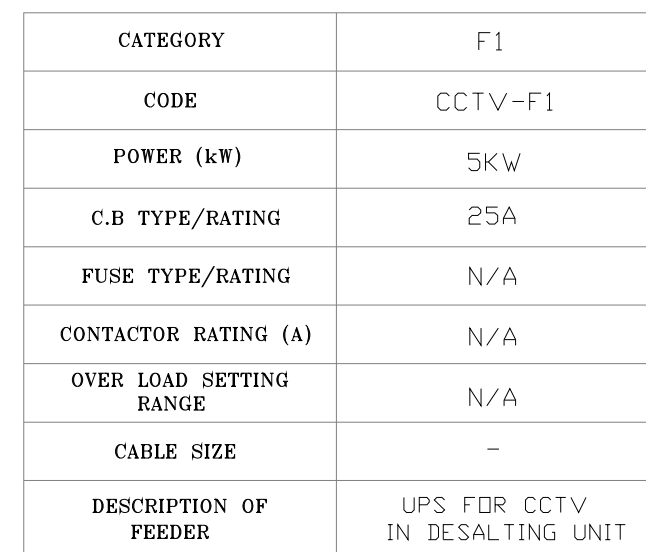 CATEGORY F1
CODE CCTV-F1
POWER (kW) 5KW
C.B TYPE/RATING 25A
FUSE TYPE/RATING N/A
CONTACTOR RATING (A) N/A
OVER LOAD SETTING
RANGE N/A
CABLE SIZE -
DESCRIPTION OF
FEEDER
UPS FOR CCTV
IN DESALTING UNIT